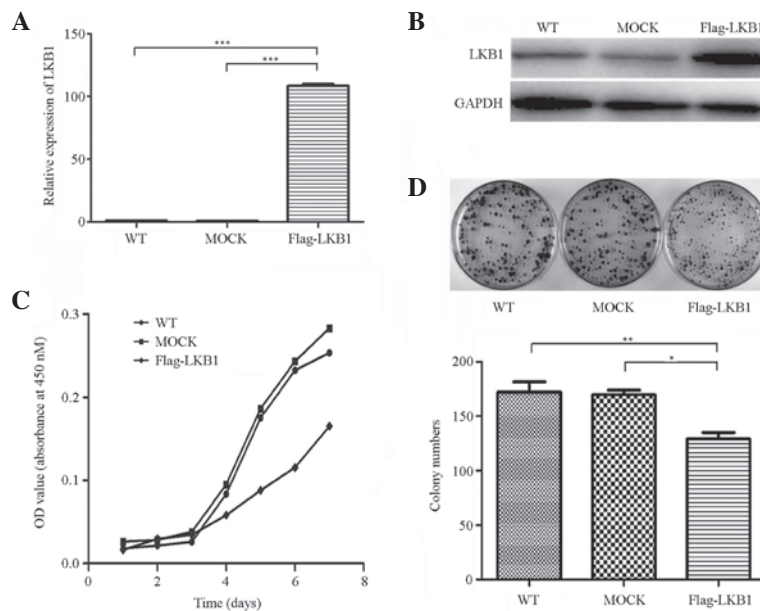 A
Relative expression of LKB1
150
100
50
0
***
***
WT
MOCK
Flag-LKB1
B
WT
MOCK
Flag-LKB1
LKB1
GAPDH
C
OD value (absorbance at 450 nM)
0.3
0.2
0.1
0.0
WT
MOCK
Flag-LKB1
0
2
4
6
8
Time (days)
D
WT
MOCK
Flag-LKB1
Colony numbers
200
150
100
50
0
**
*
WT
MOCK
Flag-LKB1